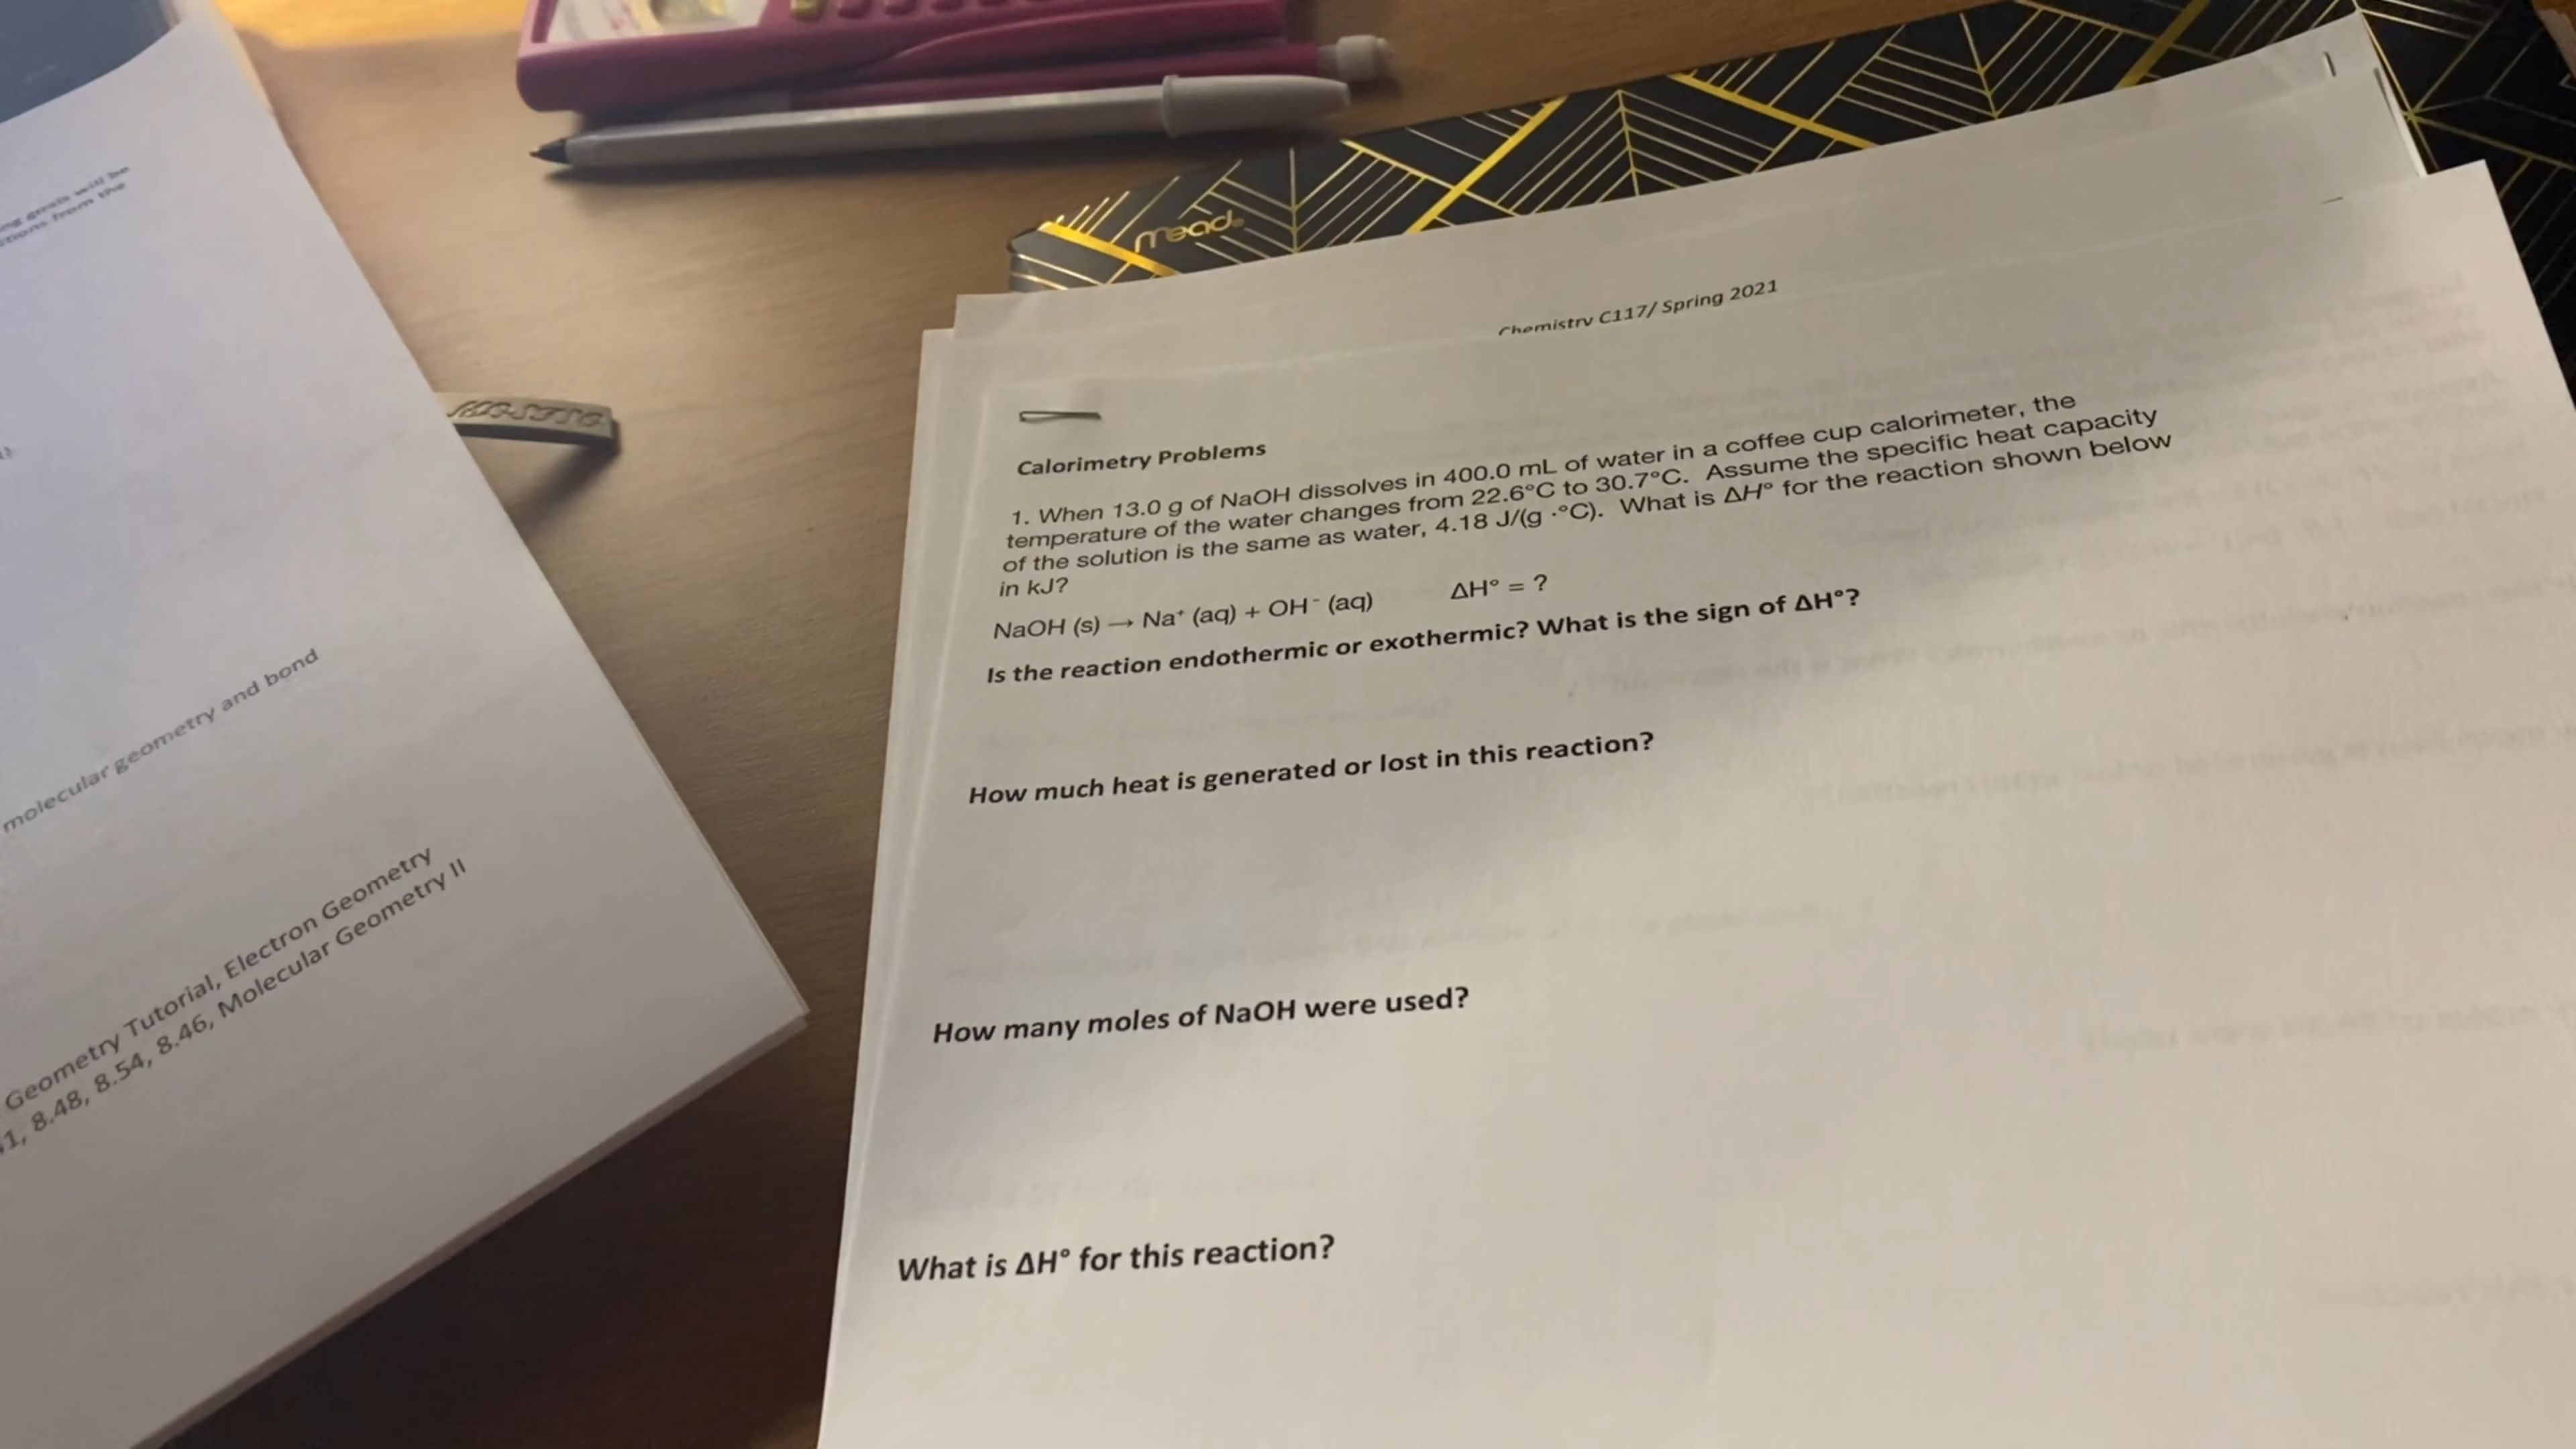 goals will be
from the
molecular geometry and bond
Geometry Tutorial, Electron Geometry
8.48, 8.54, 8.46, Molecular Geometry II
mead
Chemistry C117/ Spring 2021
Calorimetry Problems
1. When 13.0 g of NaOH dissolves in 400.0 mL of water in a coffee cup calorimeter, the
temperature of the water changes from 22.6°C to 30.7°C. Assume the specific heat capacity
of the solution is the same as water, 4.18 J/(g ·°C). What is ΔH° for the reaction shown below
in kJ?
NaOH (s) → Na⁺ (aq) + OH⁻ (aq) ΔH° = ?
Is the reaction endothermic or exothermic? What is the sign of ΔH°?
How much heat is generated or lost in this reaction?
How many moles of NaOH were used?
What is ΔH° for this reaction?